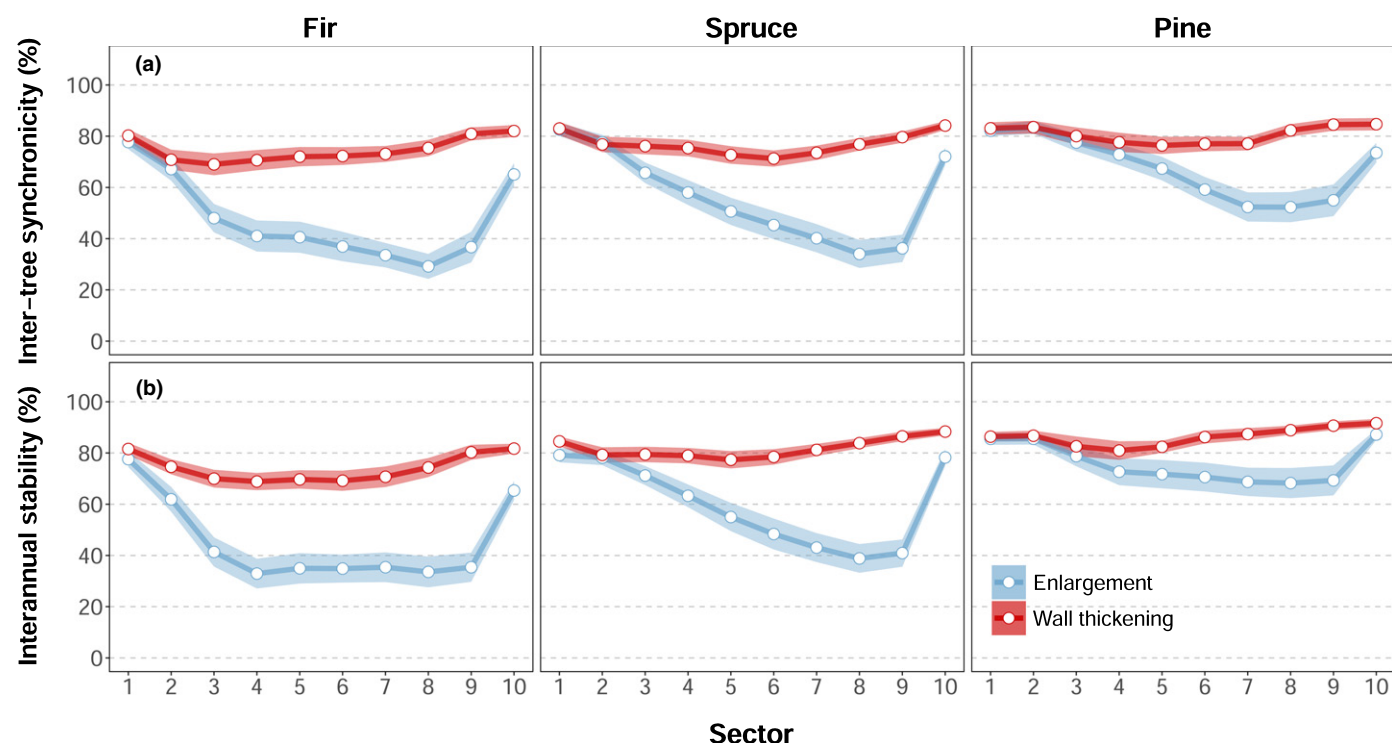 Fir Spruce Pine
Inter-tree synchronicity (%)
(a)
100
80
60
40
20
0
Interannual stability (%)
(b)
100
80
60
40
20
0
Enlargement
Wall thickening
1 2 3 4 5 6 7 8 9 10 1 2 3 4 5 6 7 8 9 10 1 2 3 4 5 6 7 8 9 10
Sector